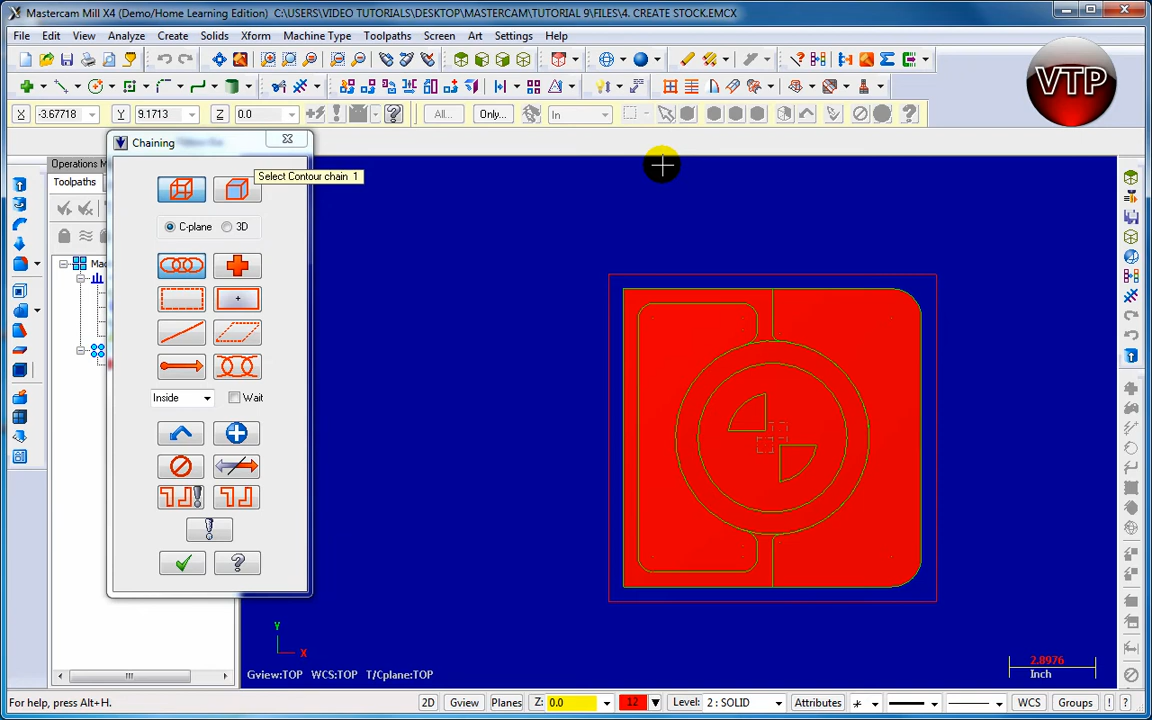 Mastercam Mill X4 (Demo/Home Learning Edition) C:\USERS\VIDEO TUTORIALS\DESKTOP\MASTERCAM\TUTORIAL 9\FILES\4. CREATE STOCK.EMCX
File Edit View Analyze Create Solids Xform Machine Type Toolpaths Screen Art Settings Help
VTP
X -3.67718 Y 9.1713 Z 0.0 All... Only... In
Chaining
Operations M
Select Contour chain 1
Toolpaths
C-plane 3D
Mac
Inside Wait
Y
X
Gview:TOP WCS:TOP T/Cplane:TOP
2.8976
Inch
For help, press Alt+H.
2D Gview Planes Z: 0.0 12 Level: 2 : SOLID Attributes WCS Groups ! ?